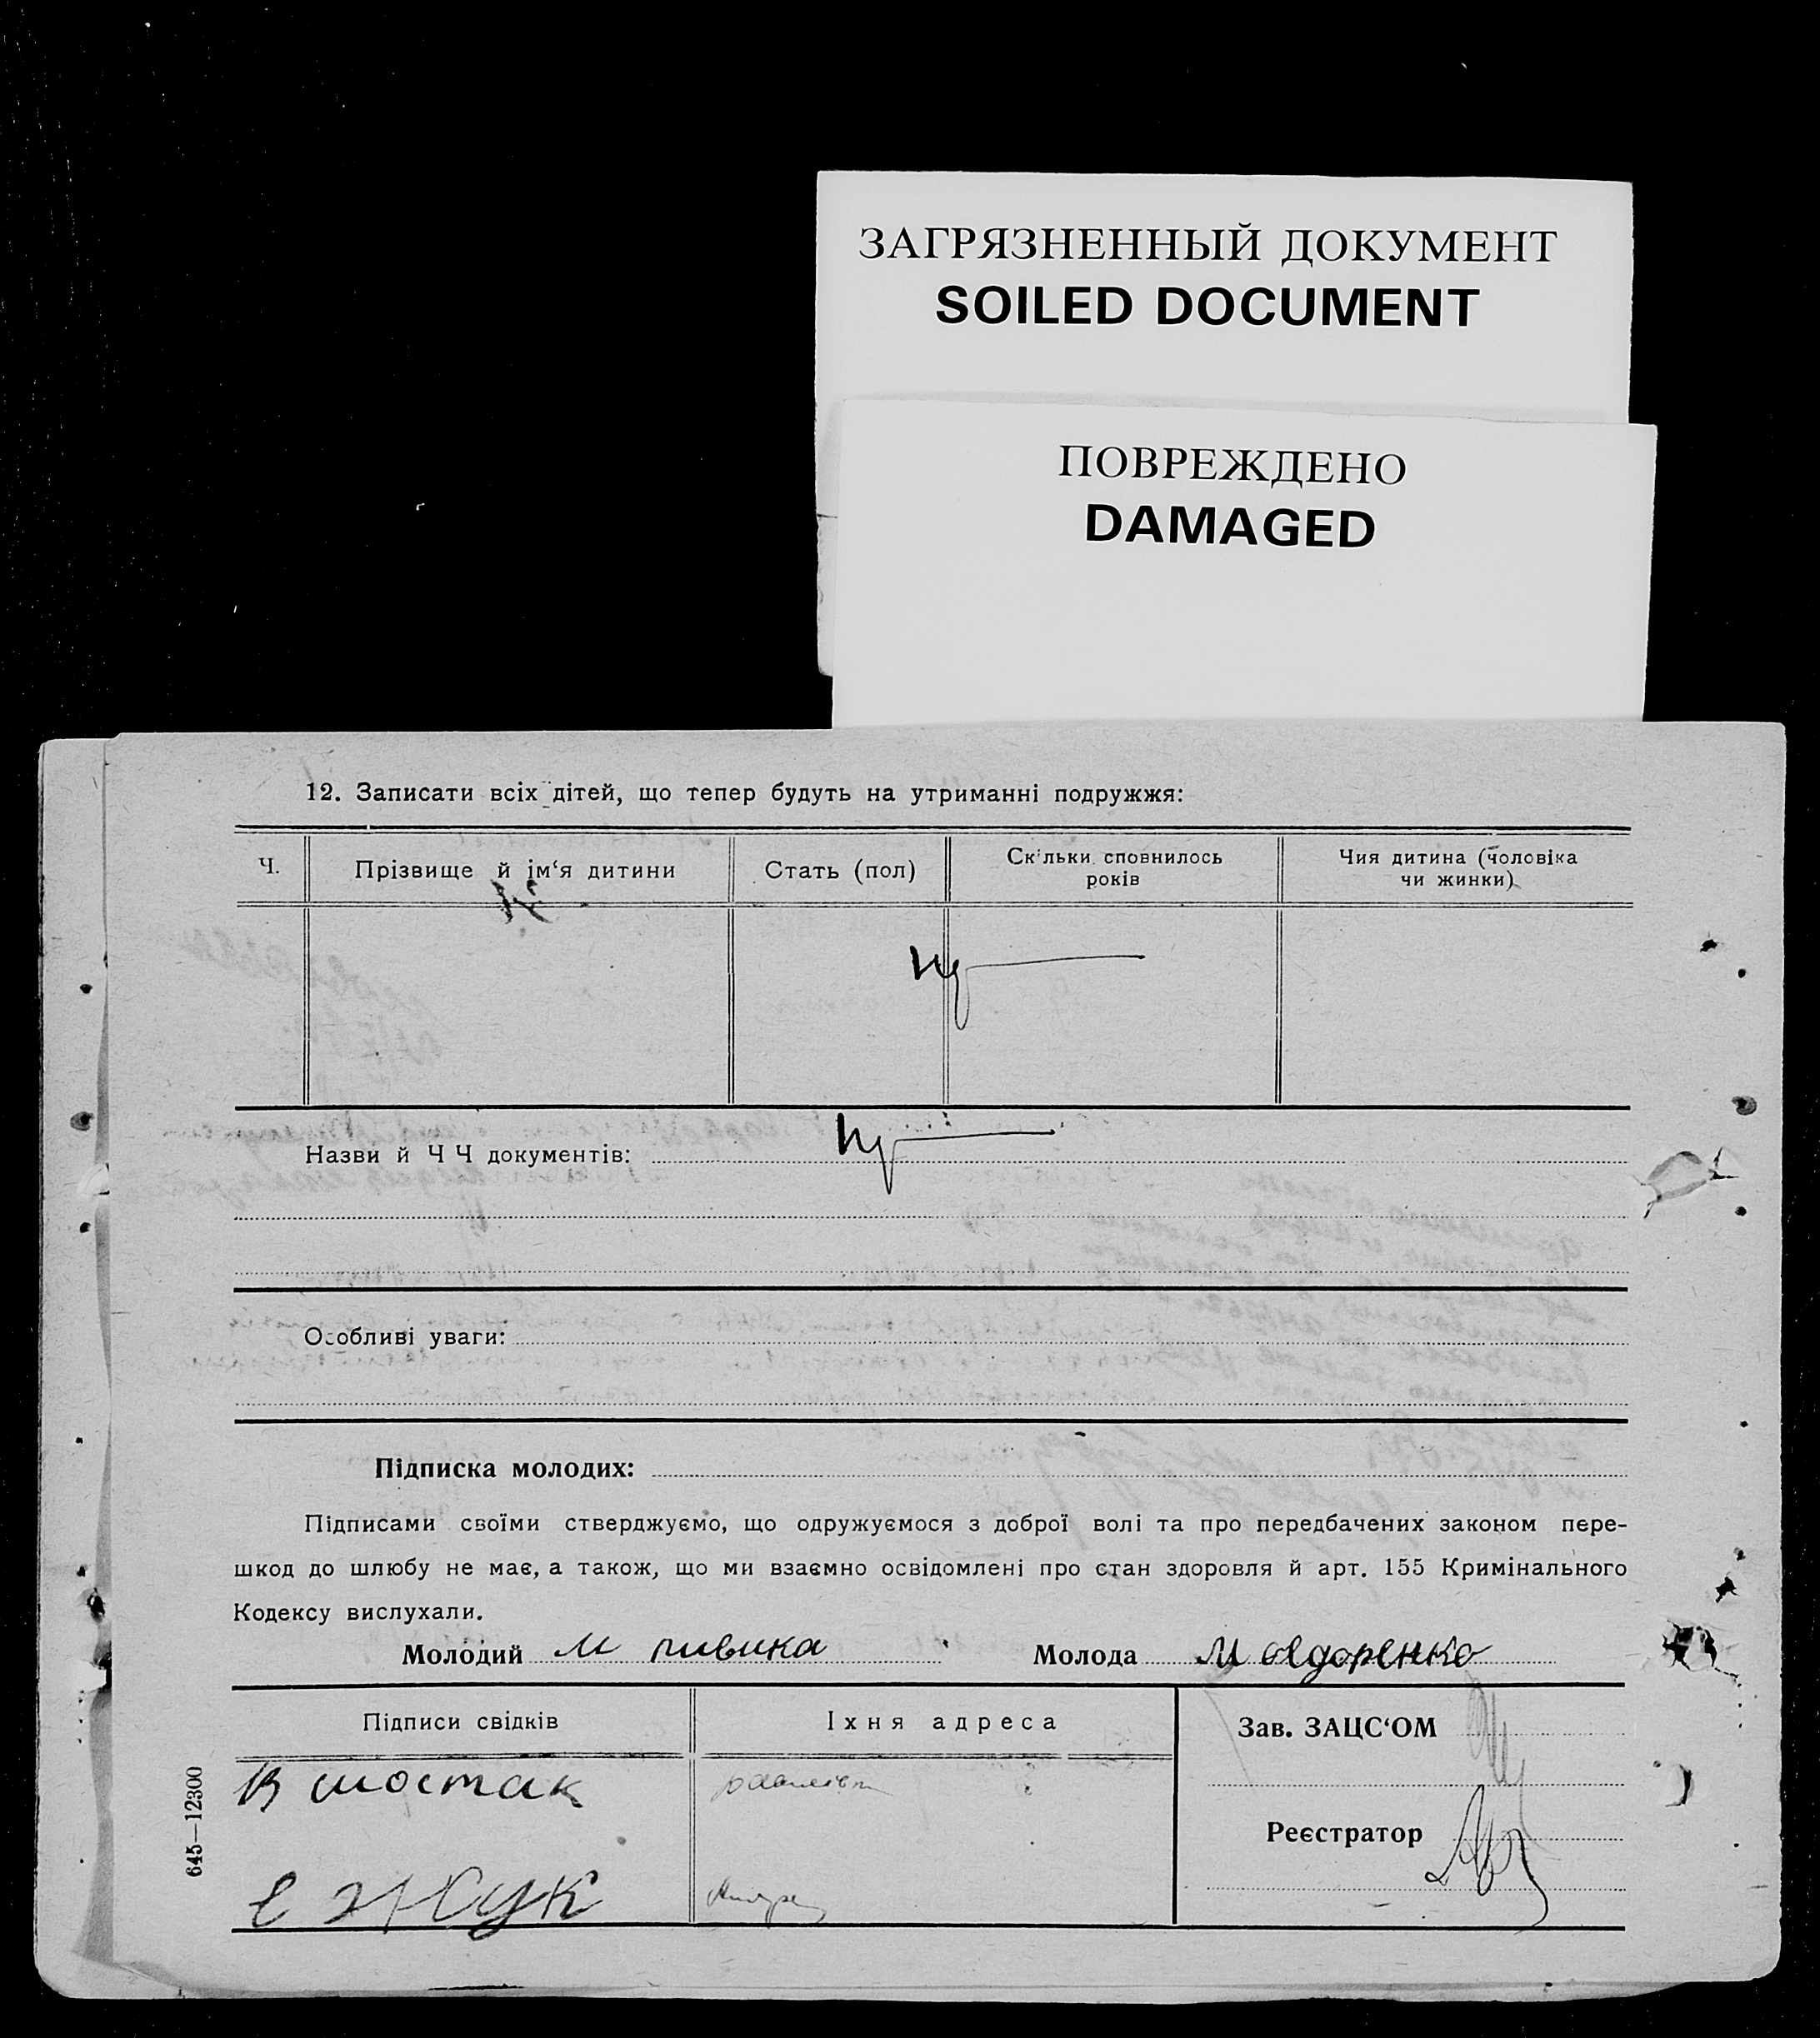 ЗАГРЯЗНЕННЫЙ ДОКУМЕНТ
SOILED DOCUMENT
ПОВРЕЖДЕНО
DAMAGED
12. Записати всіх дітей, що тепер будуть на утриманні подружжя:
Ч.
Прізвище й ім‘я дитини
Стать (пол)
Скільки сповнилось
років
Чия дитина (чоловіка
чи жинки)
Назви й Ч Ч документів:
Особливі уваги:
Підписка молодих:
Підписами своїми стверджуємо, що одружуємося з доброї волі та про передбачених законом пере-
шкод до шлюбу не має, а також, що ми взаємно освідомлені про стан здоровля й арт. 155 Кримінального
Кодексу вислухали.
Молодий М пивика Молода М
Підписи свідків
Їхня адреса
Зав. ЗАЦС‘ОМ
В шостак
Реєстратор
Є жук
645—12300